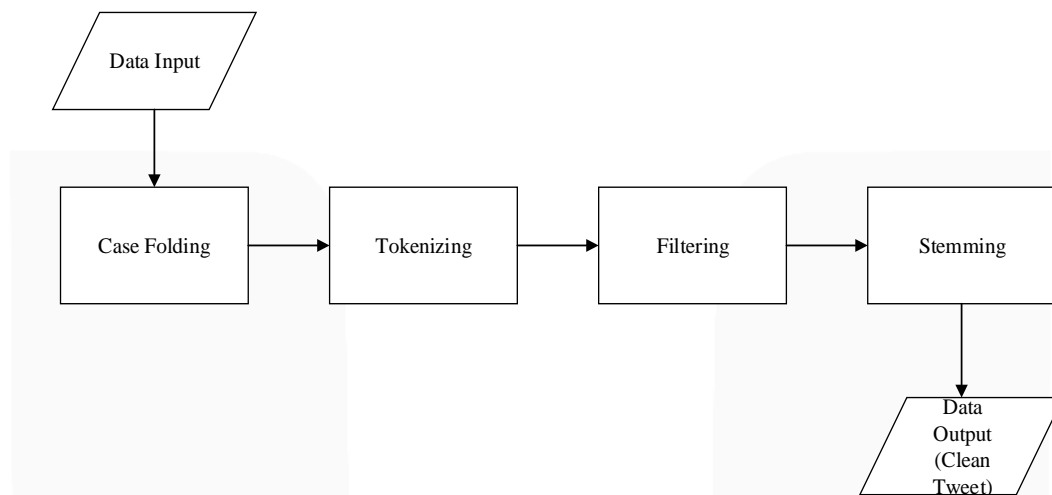 Data Input
Case Folding
Tokenizing
Filtering
Stemming
Data
Output
(Clean
Tweet)